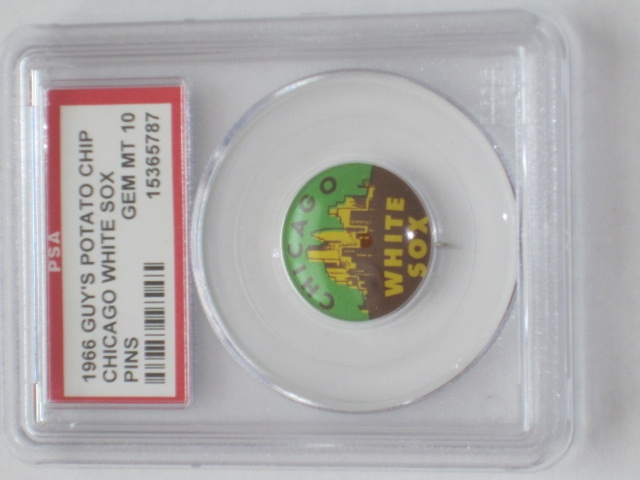 PSA
1966 GUY'S POTATO CHIP
CHICAGO WHITE SOX
PINS GEM MT 10
15365787
CHICAGO
WHITE
SOX